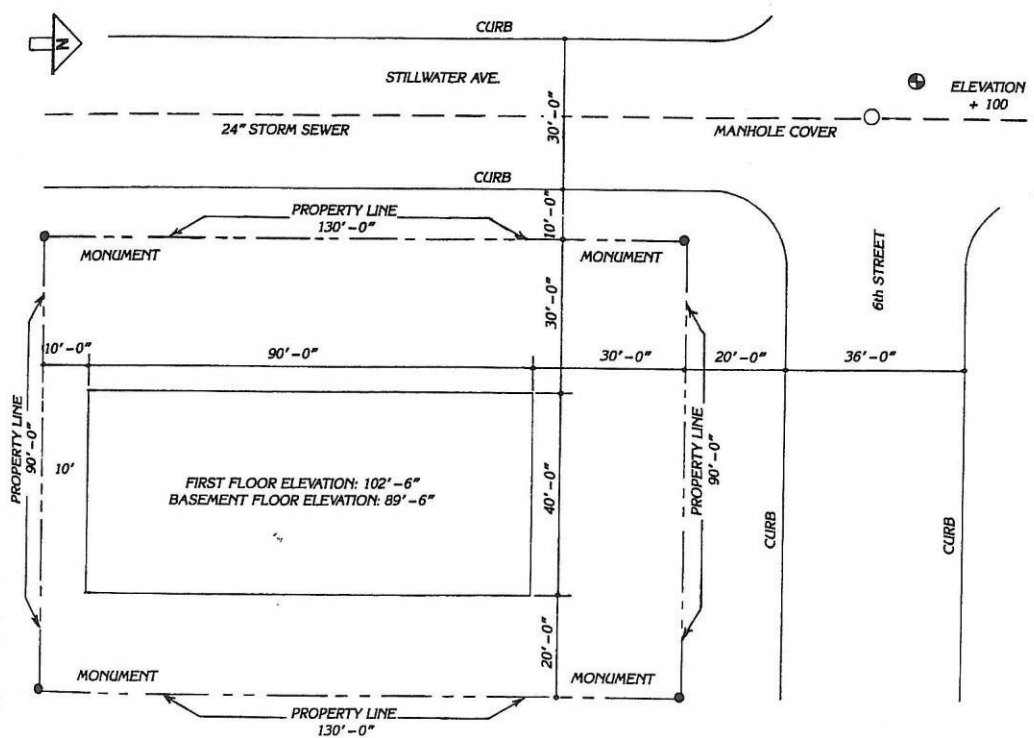 CURB
N
STILLWATER AVE.
ELEVATION
+ 100
24" STORM SEWER
30'-0"
MANHOLE COVER
CURB
PROPERTY LINE
130'-0"
10'-0"
MONUMENT
MONUMENT
6th STREET
30'-0"
10'-0"
90'-0"
30'-0"
20'-0"
36'-0"
PROPERTY LINE
90'-0"
10'
FIRST FLOOR ELEVATION: 102'-6"
BASEMENT FLOOR ELEVATION: 89'-6"
40'-0"
PROPERTY LINE
90'-0"
CURB
CURB
20'-0"
MONUMENT
MONUMENT
PROPERTY LINE
130'-0"